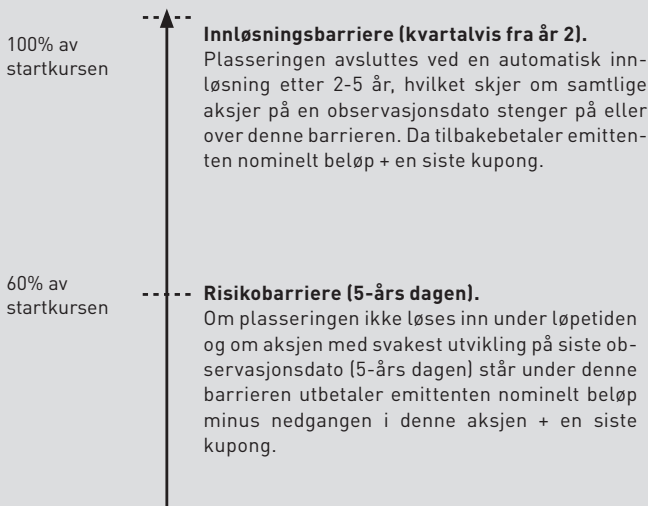 100% av
startkursen
Innløsningsbarriere (kvartalvis fra år 2).
Plasseringen avsluttes ved en automatisk inn-
løsning etter 2-5 år, hvilket skjer om samtlige
aksjer på en observasjonsdato stenger på eller
over denne barrieren. Da tilbakebetaler emitten-
ten nominelt beløp + en siste kupong.
60% av
startkursen
Risikobarriere (5-års dagen).
Om plasseringen ikke løses inn under løpetiden
og om aksjen med svakest utvikling på siste ob-
servasjonsdato (5-års dagen) står under denne
barrieren utbetaler emittenten nominelt beløp
minus nedgangen i denne aksjen + en siste
kupong.